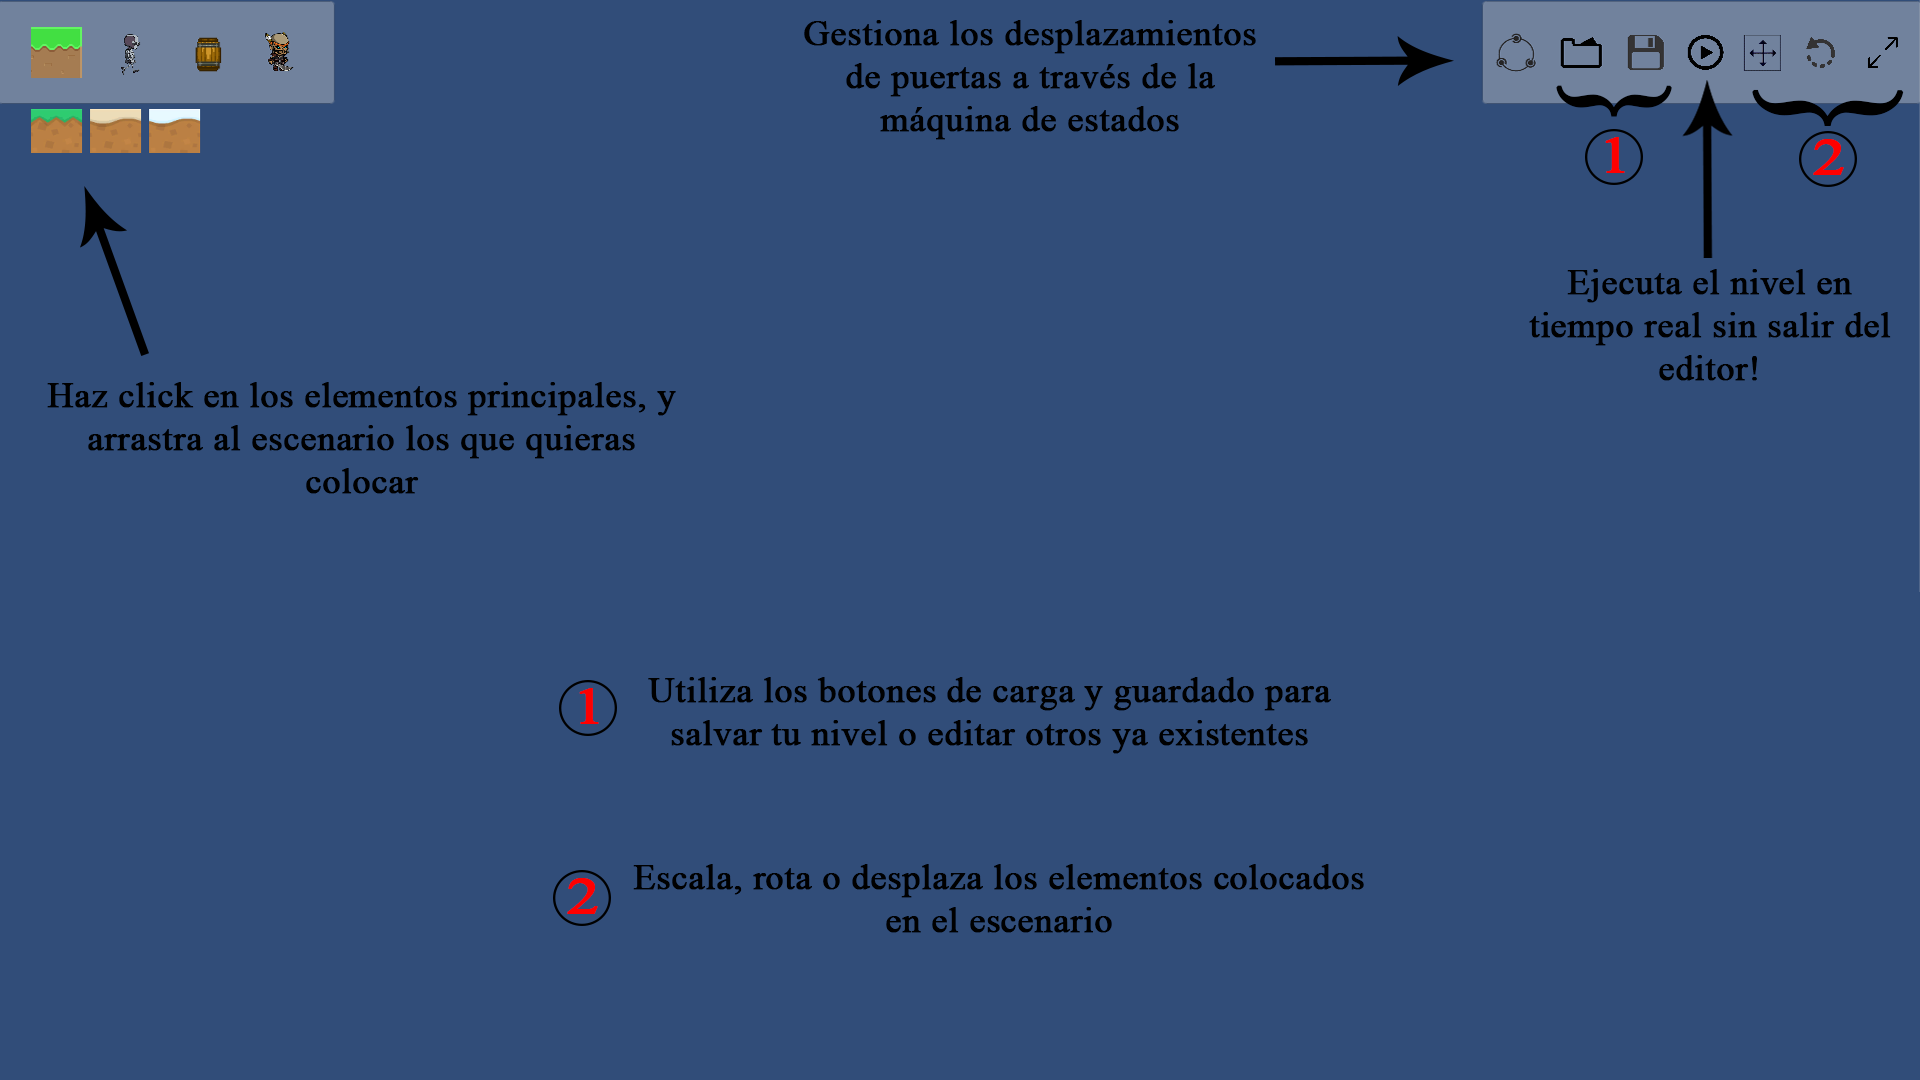 Gestiona los desplazamientos
de puertas a través de la
máquina de estados
1
2
Ejecuta el nivel en
tiempo real sin salir del
editor!
Haz click en los elementos principales, y
arrastra al escenario los que quieras
colocar
1
Utiliza los botones de carga y guardado para
salvar tu nivel o editar otros ya existentes
2
Escala, rota o desplaza los elementos colocados
en el escenario